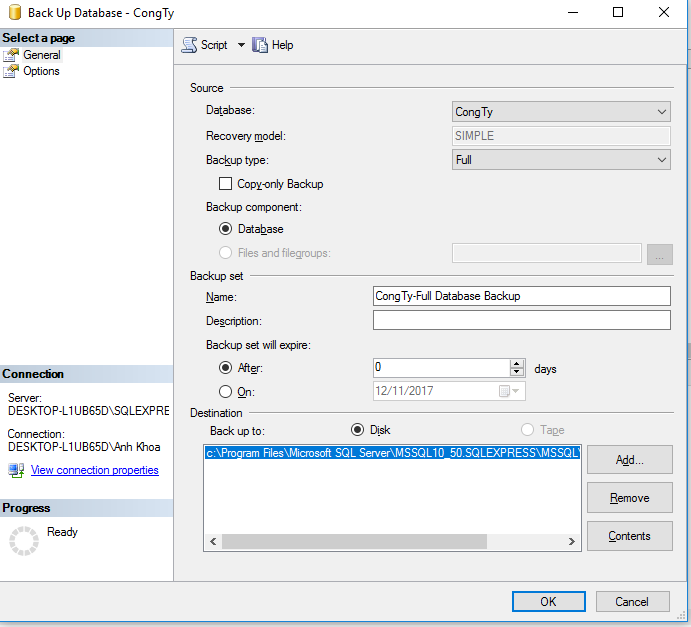 Back Up Database - CongTy
Select a page
General
Options
Script
Help
Source
Database:
CongTy
Recovery model:
SIMPLE
Backup type:
Full
Copy-only Backup
Backup component:
Database
Files and filegroups:
...
Backup set
Name:
CongTy-Full Database Backup
Description:
Backup set will expire:
After:
0
days
On:
12/11/2017
Destination
Back up to:
Disk
Tape
c:\Program Files\Microsoft SQL Server\MSSQL10_50.SQLEXPRESS\MSSQL\
Add...
Remove
Contents
Connection
Server:
DESKTOP-L1UB65D\SQLEXPRE
Connection:
DESKTOP-L1UB65D\Anh Khoa
View connection properties
Progress
Ready
OK
Cancel